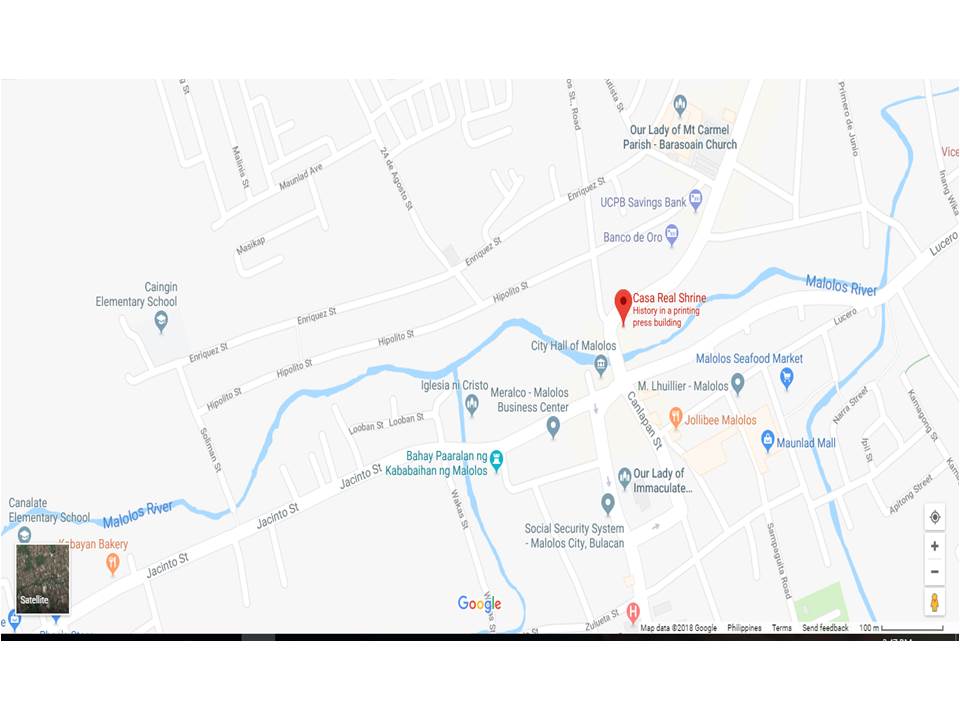 g St
os St., Road
utista St
Primero de Junio
Our Lady of Mt Carmel
Parish - Barasoain Church
Malinis St
24 de Agosto St
Vice
Maunlad Ave
Enriquez St
Inang Wika
UCPB Savings Bank
Masikap
Banco de Oro
Enriquez St
Lucero
Caingin
Elementary School
Hipolito St
Malolos River
Casa Real Shrine
History in a printing
press building
Enriquez St
Lucero
Hipolito St
City Hall of Malolos
Enriquez St
Malolos Seafood Market
Hipolito St
Iglesia ni Cristo
M. Lhuillier - Malolos
Meralco - Malolos
Business Center
Hipolito St
Narra Street
Kamagong St
Canlapan St
Looban St
Looban St
Jollibee Malolos
Soliman St
Maunlad Mall
Ipil St
Bahay Paaralan ng
Kababaihan ng Malolos
Jacinto St
Our Lady of
Immaculate...
Kama
Apitong Street
Wakas St
Canalate
Elementary School
Malolos River
Jacinto St
Social Security System
- Malolos City, Bulacan
Kabayan Bakery
Jacinto St
Sampaguita Road
Satellite
Google
W
s St
Zulueta St
H
St
Map data ©2018 Google
Philippines
Terms
Send feedback
100 m